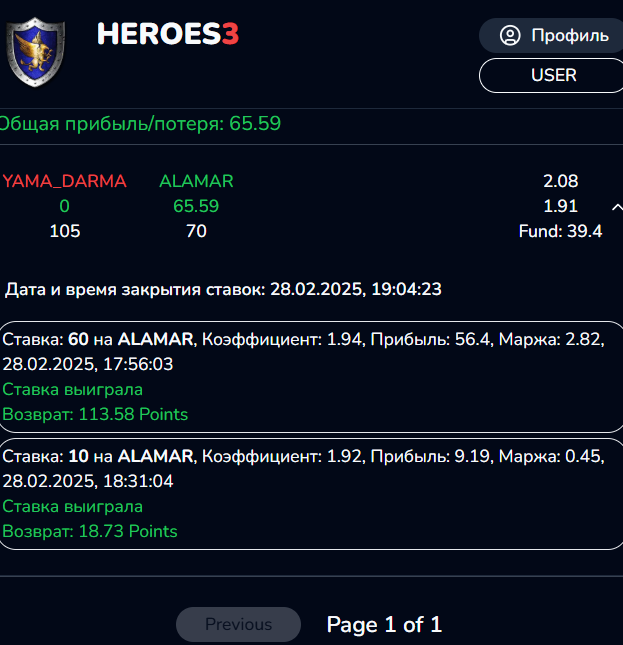 HEROES3
Профиль
USER
Общая прибыль/потеря: 65.59
YAMA_DARMA ALAMAR 2.08
0 65.59 1.91
105 70 Fund: 39.4
Дата и время закрытия ставок: 28.02.2025, 19:04:23
Ставка: 60 на ALAMAR, Коэффициент: 1.94, Прибыль: 56.4, Маржа: 2.82,
28.02.2025, 17:56:03
Ставка выиграла
Возврат: 113.58 Points
Ставка: 10 на ALAMAR, Коэффициент: 1.92, Прибыль: 9.19, Маржа: 0.45,
28.02.2025, 18:31:04
Ставка выиграла
Возврат: 18.73 Points
Previous Page 1 of 1